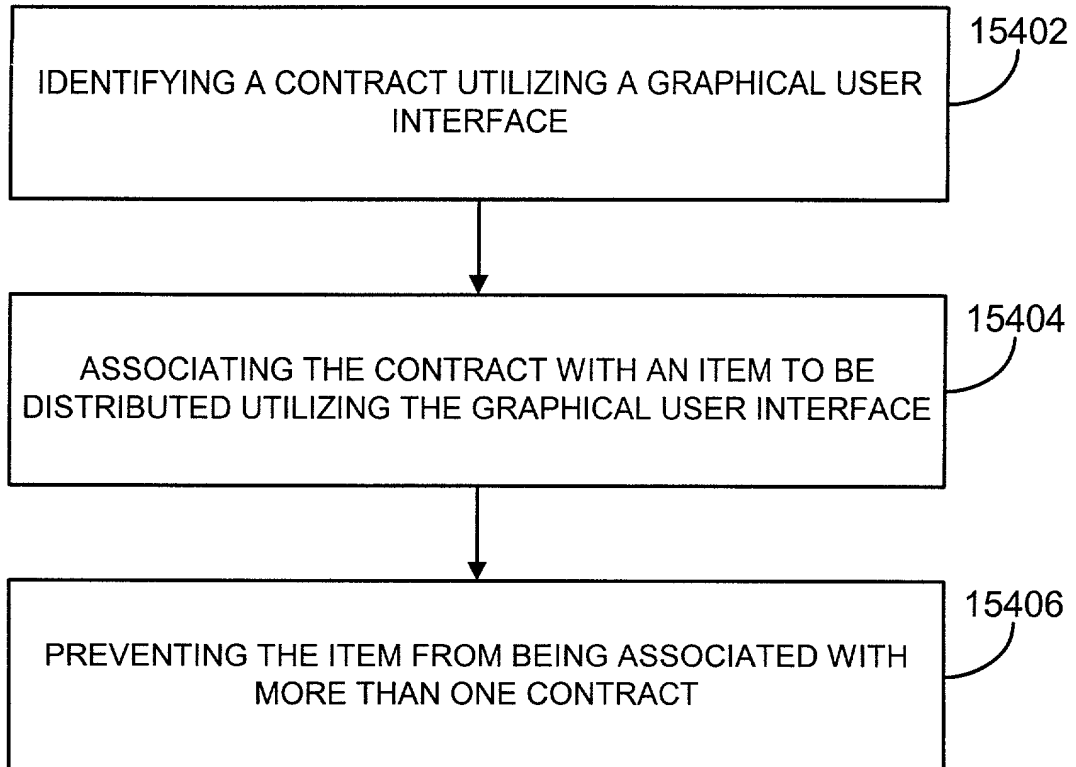 15402
IDENTIFYING A CONTRACT UTILIZING A GRAPHICAL USER
INTERFACE
15404
ASSOCIATING THE CONTRACT WITH AN ITEM TO BE
DISTRIBUTED UTILIZING THE GRAPHICAL USER INTERFACE
15406
PREVENTING THE ITEM FROM BEING ASSOCIATED WITH
MORE THAN ONE CONTRACT